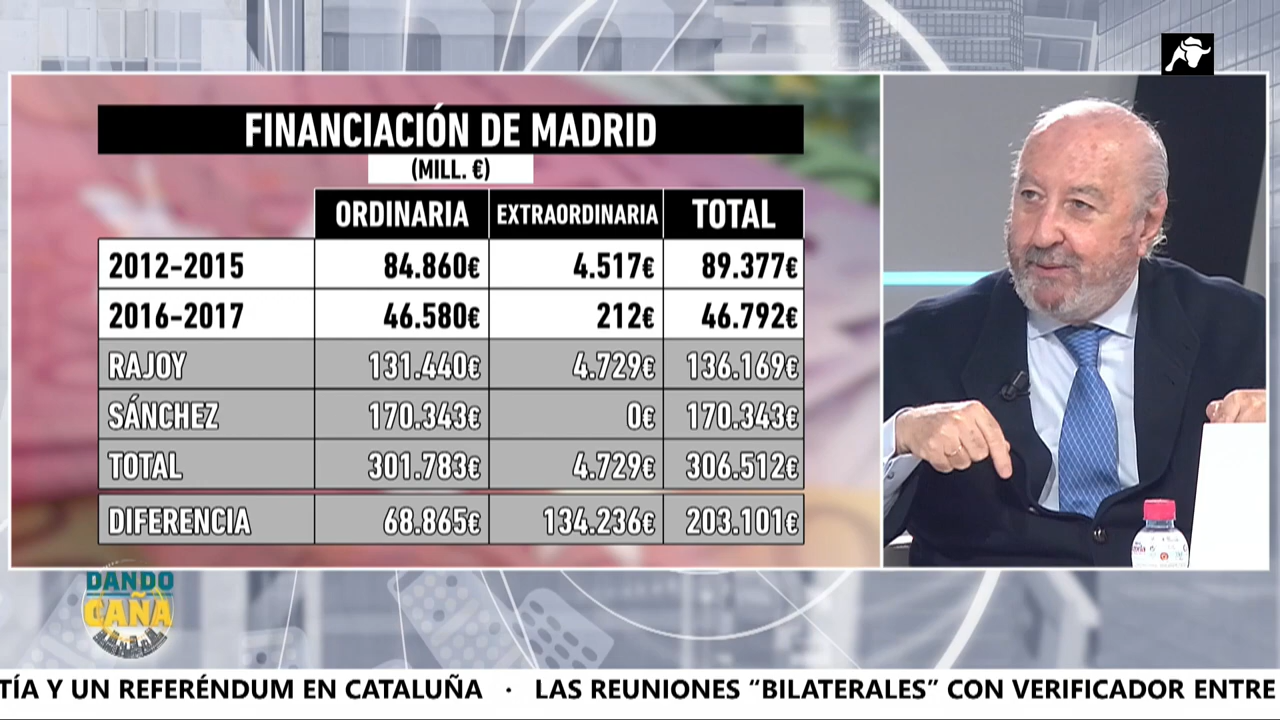 FINANCIACIÓN DE MADRID
(MILL. €)
ORDINARIA EXTRAORDINARIA TOTAL
2012-2015 84.860€ 4.517€ 89.377€
2016-2017 46.580€ 212€ 46.792€
RAJOY 131.440€ 4.729€ 136.169€
SÁNCHEZ 170.343€ 0€ 170.343€
TOTAL 301.783€ 4.729€ 306.512€
DIFERENCIA 68.865€ 134.236€ 203.101€
DANDO
CAÑA
TÍA Y UN REFERÉNDUM EN CATALUÑA · LAS REUNIONES “BILATERALES” CON VERIFICADOR ENTRE